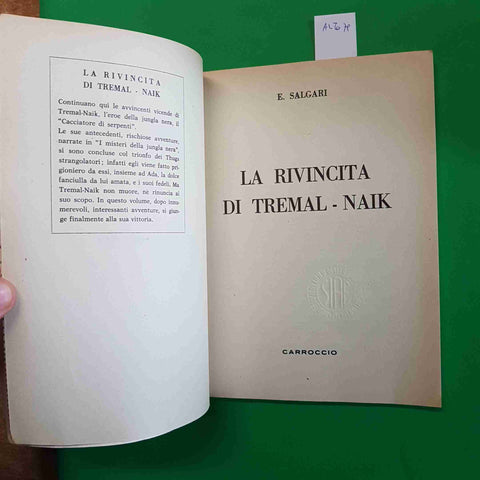 LA RIVINCITA
DI TREMAL - NAIK
Continuano qui le avvincenti vicende di
Tremal-Naik, l'eroe della jungla nera, il
"Cacciatore di serpenti".
Le sue antecedenti, rischiose avventure,
narrate in "I misteri della jungla nera",
si sono concluse col trionfo dei Thugs
strangolatori; infatti egli viene fatto pri-
gioniero da essi, insieme ad Ada, la dolce
fanciulla da lui amata, e i suoi fedeli. Ma
Tremal-Naik non muore, nè rinuncia al
suo scopo. In questo volume, dopo innu-
merevoli, interessanti avventure, si giun-
ge finalmente alla sua vittoria.
E. SALGARI
LA RIVINCITA
DI TREMAL - NAIK
SIAE
CARROCCIO